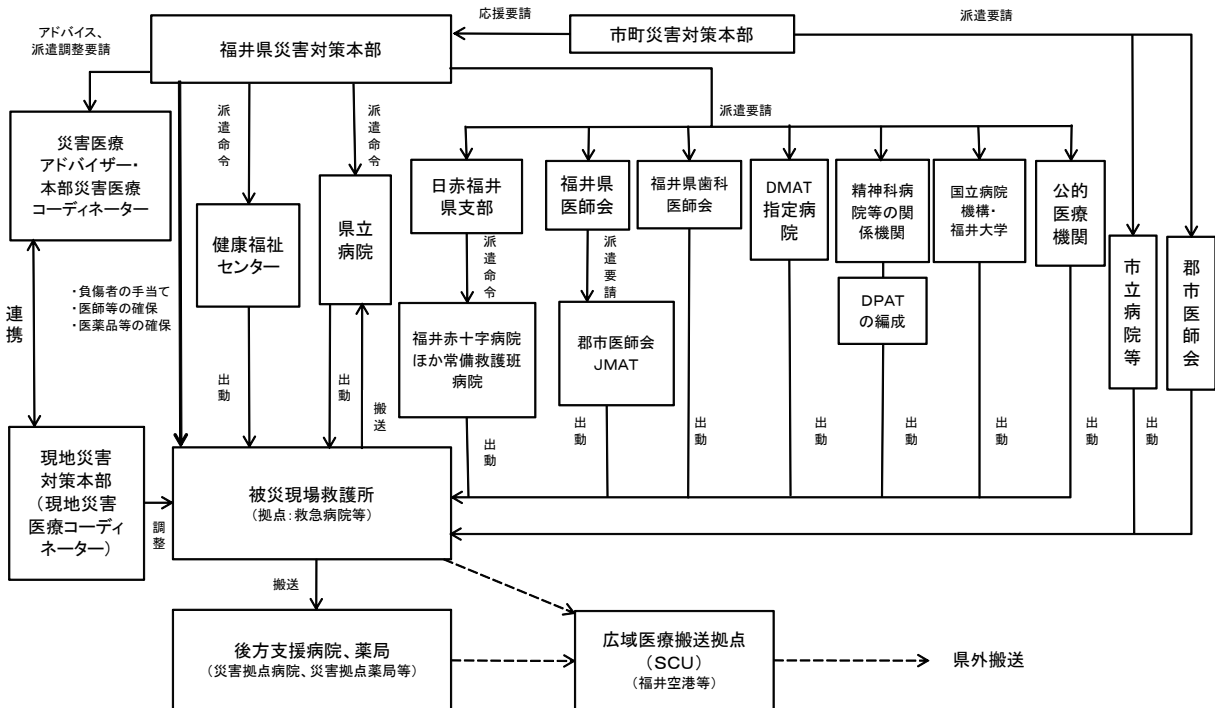 アドバイス、
派遣調整要請
応援要請
派遣要請
福井県災害対策本部
市町災害対策本部
派遣命令
派遣命令
派遣要請
災害医療
アドバイザー・
本部災害医療
コーディネーター
健康福祉
センター
県立
病院
日赤福井
県支部
福井県
医師会
福井県歯科
医師会
DMAT
指定病院
精神科病
院等の関
係機関
国立病院
機構・
福井大学
公的
医療
機関
市立病院等
郡市医師会
派遣命令
派遣要請
DPAT
の編成
連携
・負傷者の手当て
・医師等の確保
・医薬品等の確保
福井赤十字病院
ほか常備救護班
病院
郡市医師会
JMAT
出動
出動
搬送
出動
出動
出動
出動
出動
出動
出動
出動
出動
現地災害
対策本部
（現地災害
医療コーディ
ネーター）
調整
被災現場救護所
（拠点：救急病院等）
搬送
後方支援病院、薬局
（災害拠点病院、災害拠点薬局等）
広域医療搬送拠点
（SCU）
（福井空港等）
県外搬送